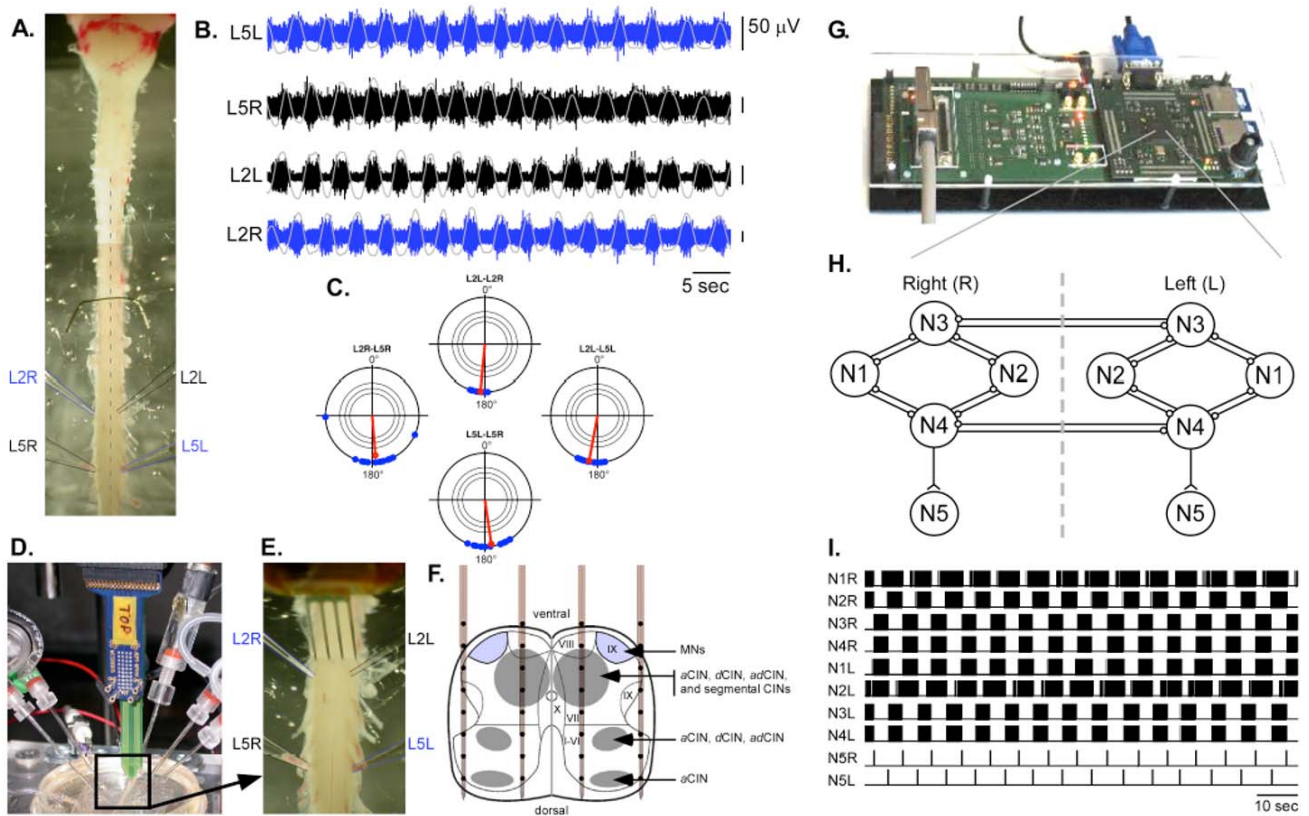 A.
L2R
L2L
L5R
L5L
B.
L5L
50 μV
L5R
L2L
L2R
5 sec
C.
L2L-L2R
0°
180°
L2R-L5R
0°
180°
L2L-L5L
0°
180°
L5L-L5R
0°
180°
D.
TOP
E.
L2R
L2L
L5R
L5L
F.
ventral
VIII
IX
MNs
aCIN, dCIN, adCIN,
and segmental CINs
IX
X
VII
I-VI
aCIN, dCIN, adCIN
aCIN
dorsal
G.
H.
Right (R)
Left (L)
N3
N3
N1
N2
N2
N1
N4
N4
N5
N5
I.
N1R
N2R
N3R
N4R
N1L
N2L
N3L
N4L
N5R
N5L
10 sec